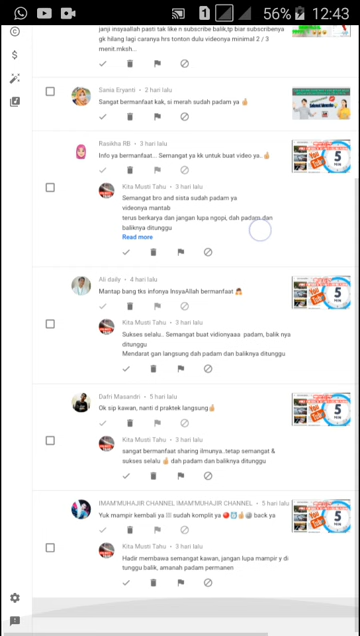 56% 12:43
janji insyaallah pasti tak like n subscribe balik,tp biar subscribenya
gk hilang lagi caranya hrs tonton dulu videonya minimal 2 / 3
menit.mksh...
Sama Eryanti • 2 hari lalu
Sangat bermanfaat kak, si merah sudah padam ya
Rasikha RB • 3 hari lalu
Info ya bermanfaat... Semangat ya kk untuk buat video ya..
Kita Musti Tahu • 3 hari lalu
Semangat bro and sista sudah padam ya
videonya mantab
terus berkarya dan jangan lupa ngopi, dah padam dan
baliknya ditunggu
Read more
Ali dady • 4 hari lalu
Mantap bang tks infonya InsyaAllah bermanfaat
Kita Musti Tahu • 3 hari lalu
Sukses selalu.. Semangat buat vidionyaaa padam, balik nya
ditunggu
Mendarat gan langsung dah padam dan baliknya ditunggu
Dafri Masandri • 5 hari lalu
Ok sip kawan, nanti d praktek langsung
Kita Musti Tahu • 3 hari lalu
sangat bermanfaat sharing ilmunya..tetap semangat &
sukses selalu dah padam dan baliknya ditunggu
IMAM'MUHAJIR CHANNEL IMAM'MUHAJIR CHANNEL • 5 hari lalu
Yuk mampir kembali ya !!! sudah komplit ya back ya
Kita Musti Tahu • 3 hari lalu
Hadir membawa semangat kawan, jangan lupa mampir y di
tunggu balik, amanah padam permanen